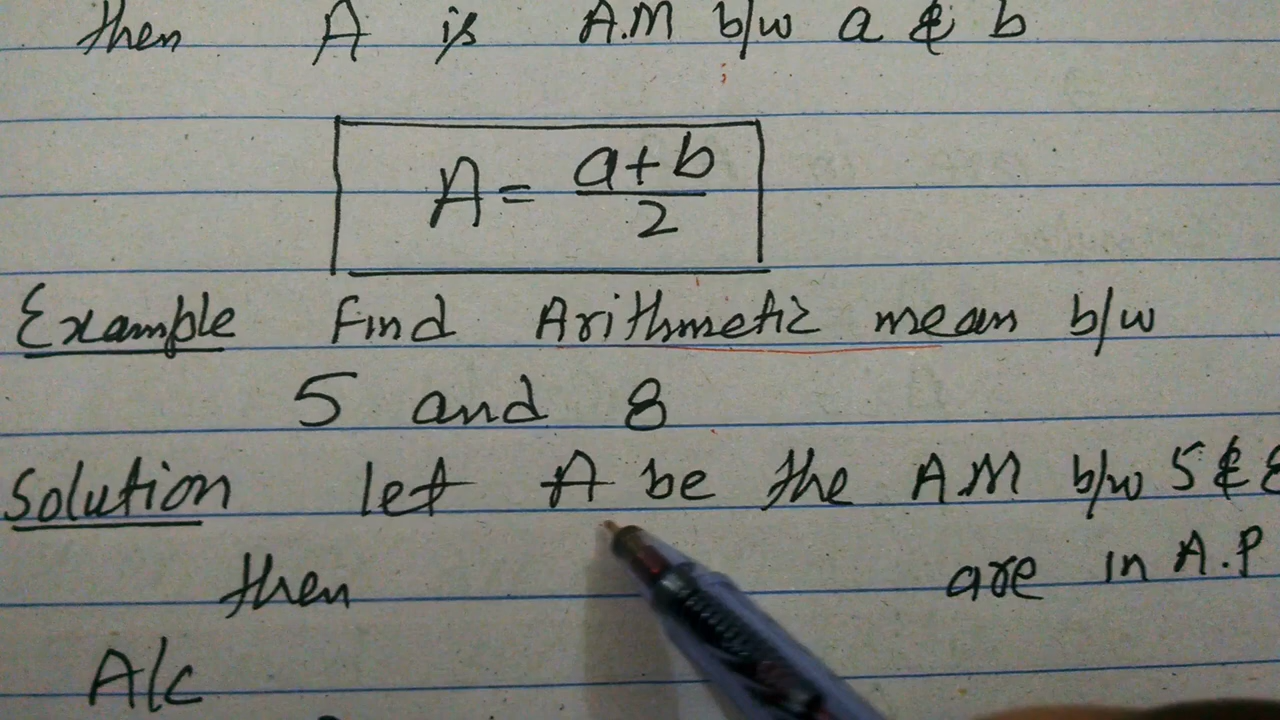 then A is A.M b/w a & b
A = a+b
2
Example Find Arithmetic mean b/w
5 and 8
Solution let A be the AM b/w 5 &
then are in A.P
A/c